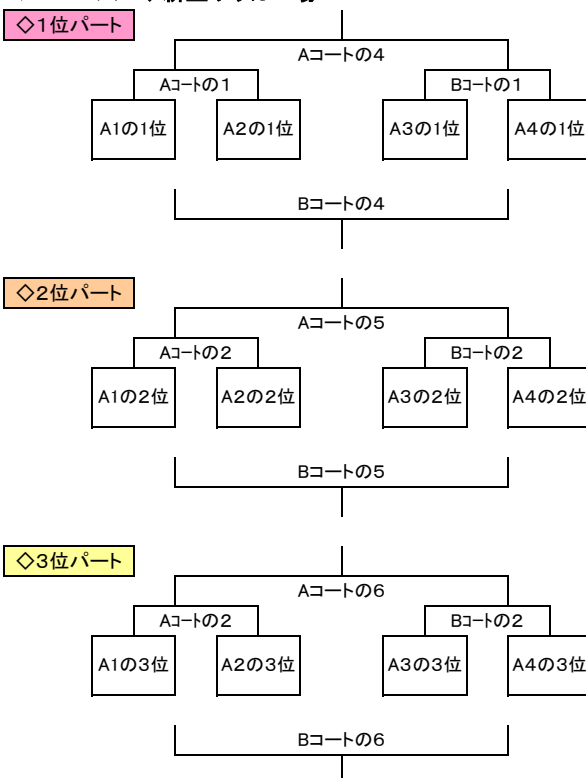 ◇1位パート
Aコートの4
Aコートの1
Bコートの1
A1の1位
A2の1位
A3の1位
A4の1位
Bコートの4
◇2位パート
Aコートの5
Aコートの2
Bコートの2
A1の2位
A2の2位
A3の2位
A4の2位
Bコートの5
◇3位パート
Aコートの6
Aコートの2
Bコートの2
A1の3位
A2の3位
A3の3位
A4の3位
Bコートの6